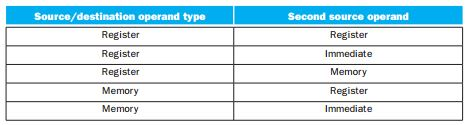 Source/destination operand type Second source operand
Register Register
Register Immediate
Register Memory
Memory Register
Memory Immediate